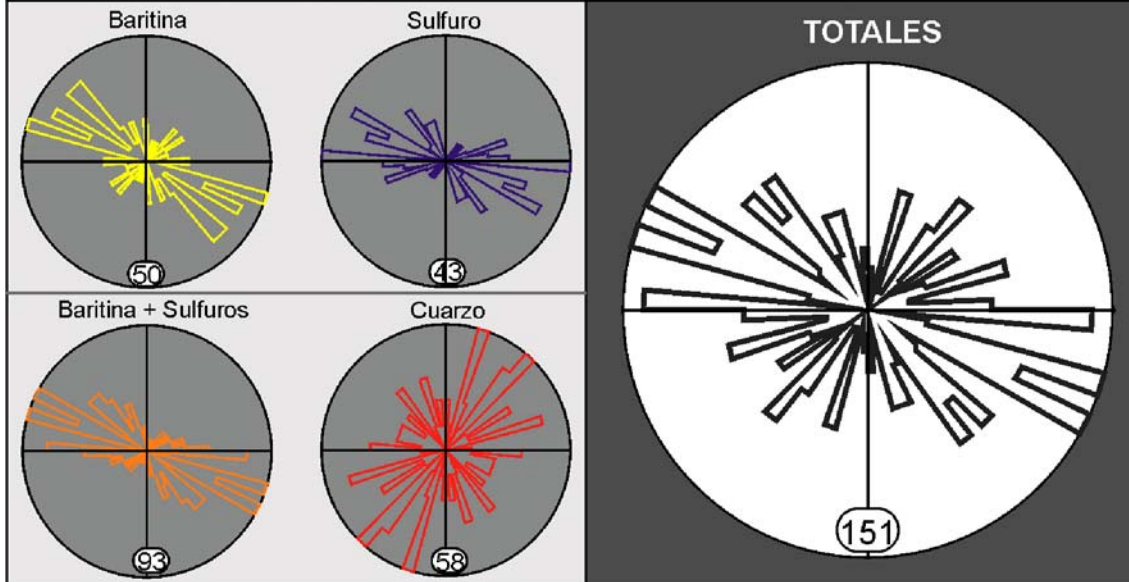 Baritina
50
Sulfuro
43
Baritina + Sulfuros
93
Cuarzo
58
TOTALES
151